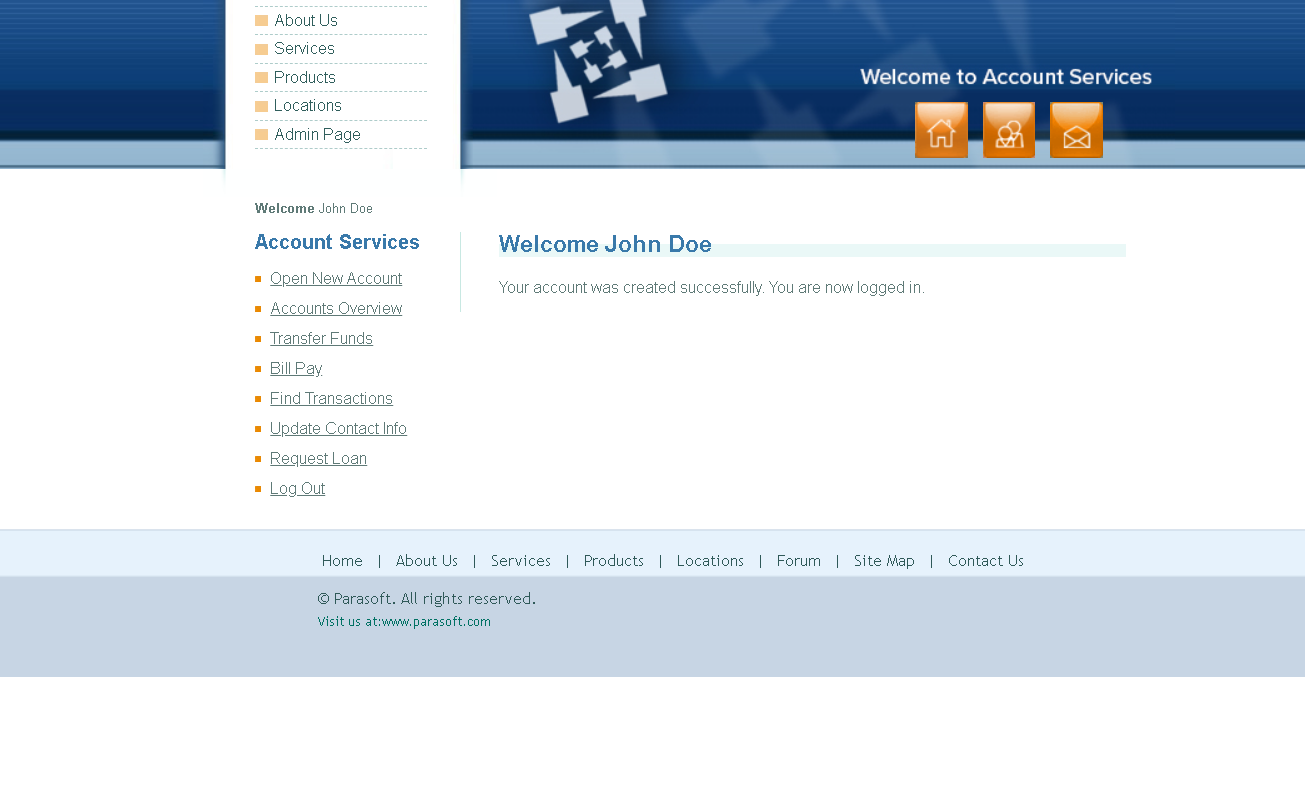 About Us
Services
Products
Locations
Admin Page
Welcome to Account Services
Welcome John Doe
Account Services
Open New Account
Accounts Overview
Transfer Funds
Bill Pay
Find Transactions
Update Contact Info
Request Loan
Log Out
Welcome John Doe
Your account was created successfully. You are now logged in.
Home | About Us | Services | Products | Locations | Forum | Site Map | Contact Us
© Parasoft. All rights reserved.
Visit us at:www.parasoft.com